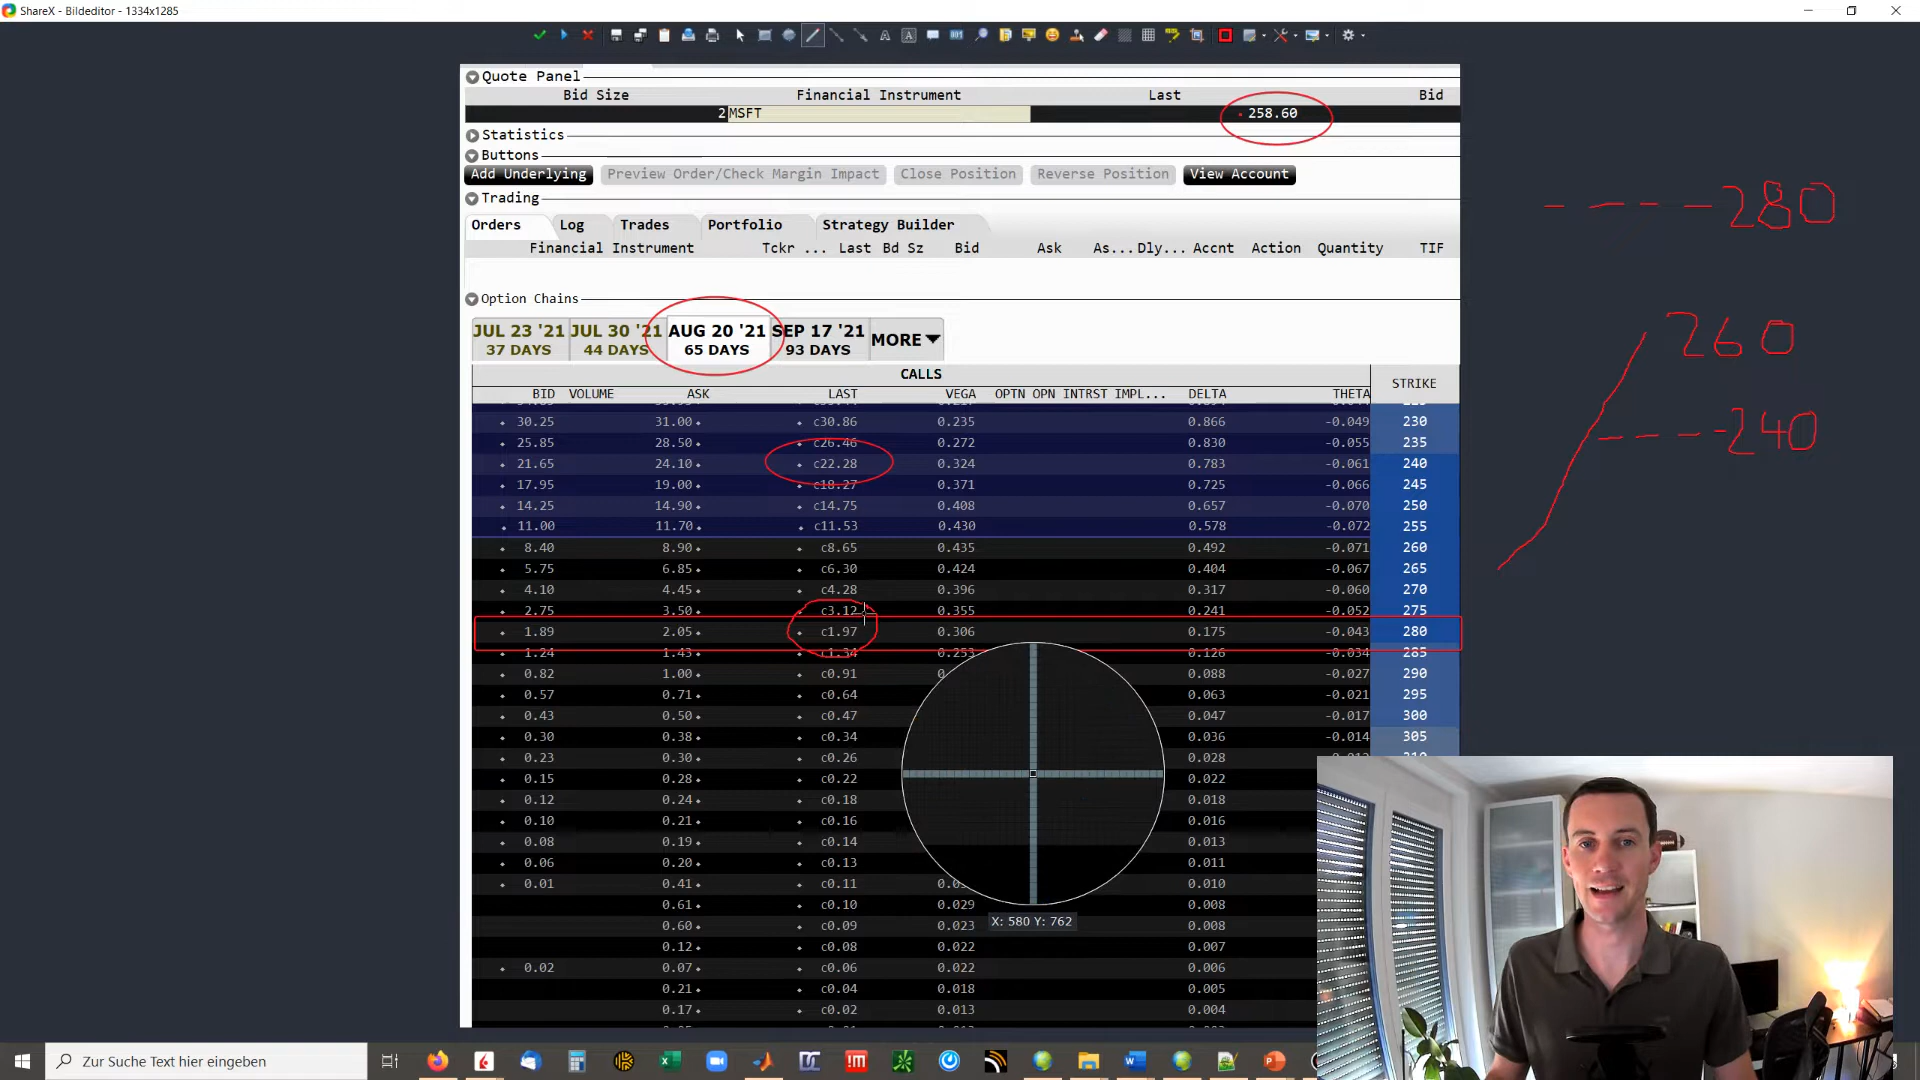 ShareX - Bildeditor - 1334x1285
Quote Panel
Bid Size Financial Instrument Last Bid
2 MSFT 258.60
Statistics
Buttons
Add Underlying Preview Order/Check Margin Impact Close Position Reverse Position View Account
Trading
Orders Log Trades Portfolio Strategy Builder
Financial Instrument Tckr ... Last Bd Sz Bid Ask As... Dly... Accnt Action Quantity TIF
Option Chains
JUL 23 '21 JUL 30 '21 AUG 20 '21 SEP 17 '21 MORE
37 DAYS 44 DAYS 65 DAYS 93 DAYS
CALLS
BID VOLUME ASK LAST VEGA OPTN OPN INTRST IMPL... DELTA THETA STRIKE
30.25 31.00 c30.86 0.235 0.866 -0.049 230
25.85 28.50 c26.46 0.272 0.830 -0.055 235
21.65 24.10 c22.28 0.324 0.783 -0.061 240
17.95 19.00 c18.27 0.371 0.725 -0.066 245
14.25 14.90 c14.75 0.408 0.657 -0.070 250
11.00 11.70 c11.53 0.430 0.578 -0.072 255
8.40 8.90 c8.65 0.435 0.492 -0.071 260
5.75 6.85 c6.30 0.424 0.404 -0.067 265
4.10 4.45 c4.28 0.396 0.317 -0.060 270
2.75 3.50 c3.12 0.355 0.241 -0.052 275
1.89 2.05 c1.97 0.306 0.175 -0.043 280
1.24 1.43 c1.34 0.253 0.126 -0.034 285
0.82 1.00 c0.91 0.088 -0.027 290
0.57 0.71 c0.64 0.063 -0.021 295
0.43 0.50 c0.47 0.047 -0.017 300
0.30 0.38 c0.34 0.036 -0.014 305
0.23 0.30 c0.26 0.028
0.15 0.28 c0.22 0.022
0.12 0.24 c0.18 0.018
0.10 0.21 c0.16 0.016
0.08 0.19 c0.14 0.013
0.06 0.20 c0.13 0.011
0.01 0.41 c0.11 0.010
0.61 c0.10 0.029 0.008
0.60 c0.09 0.023 0.008
0.12 c0.08 0.022 0.007
0.02 0.07 c0.06 0.022 0.006
0.21 c0.04 0.018 0.005
0.17 c0.02 0.013 0.004
X: 580 Y: 762
280
260
240
Zur Suche Text hier eingeben